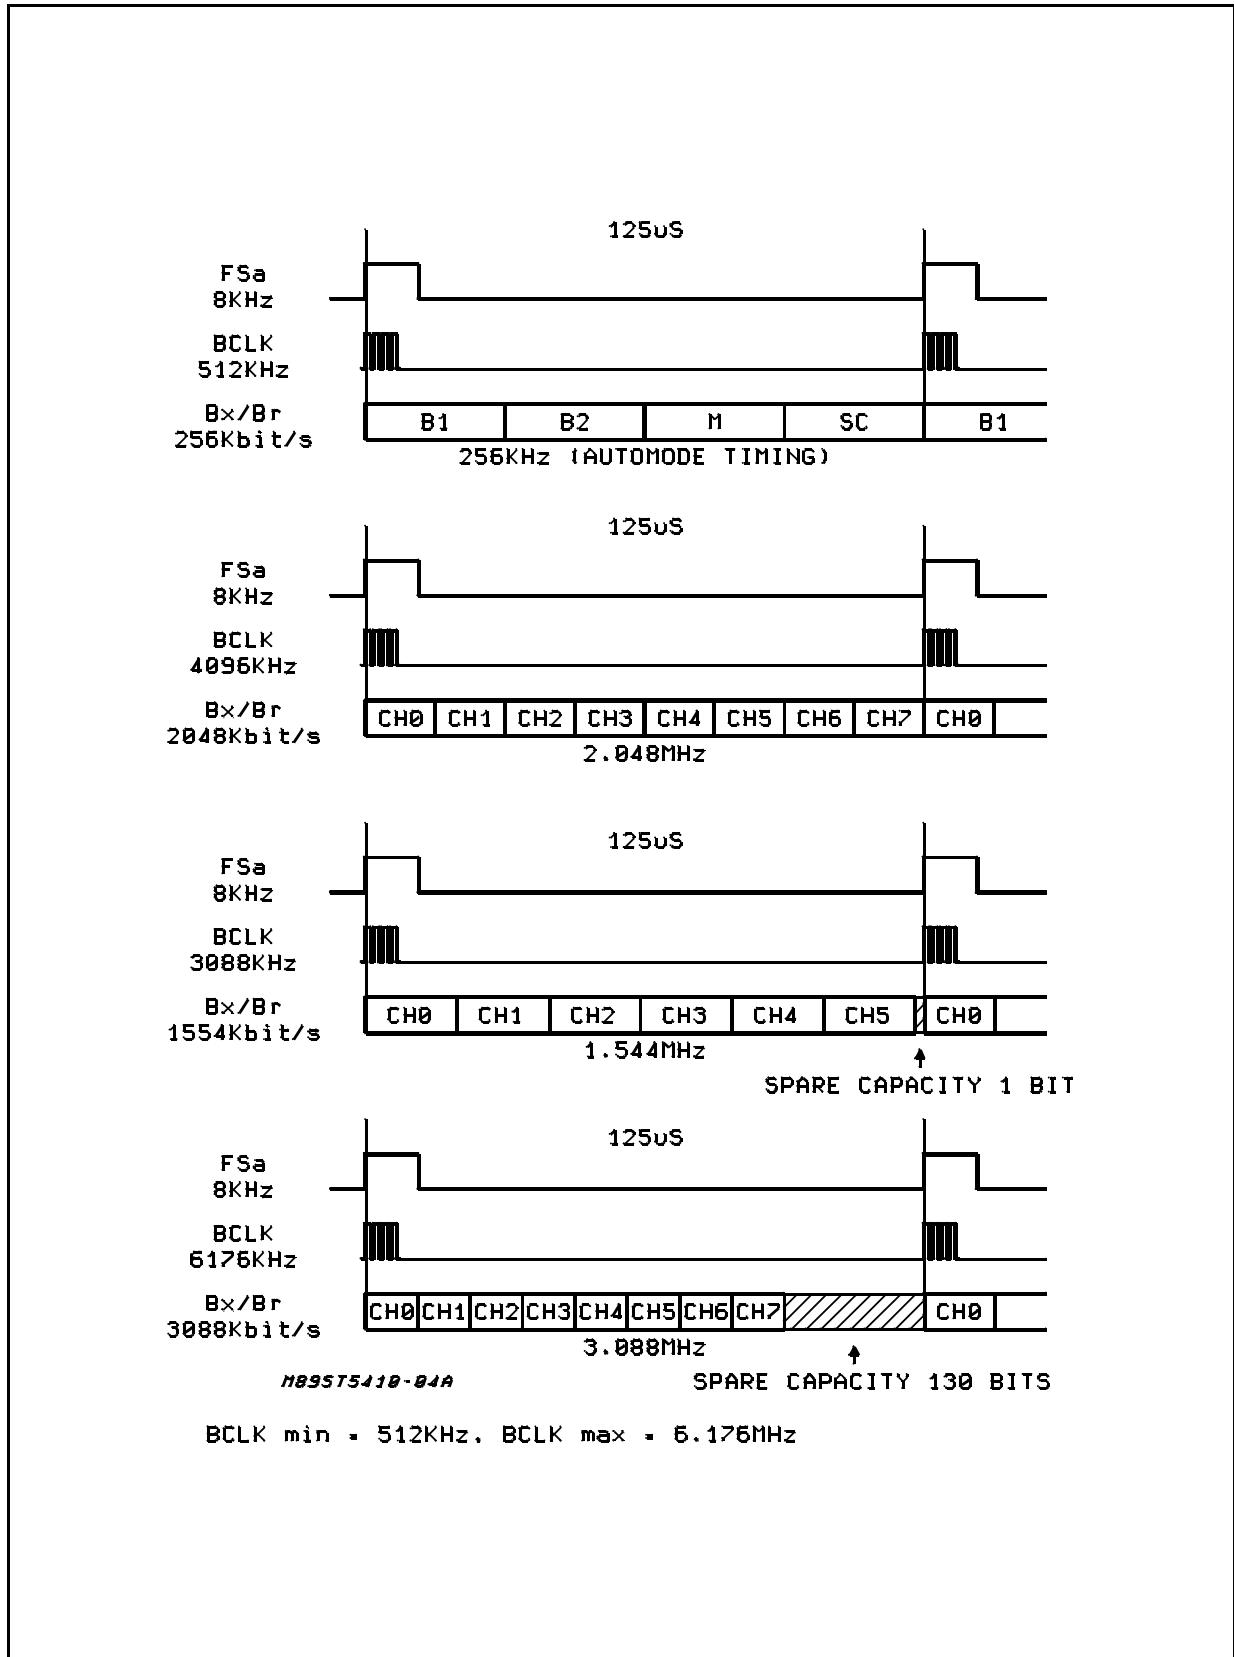 125uS
FSa
8KHz
BCLK
512KHz
Bx/Br
256Kbit/s
B1 B2 M SC B1
256KHz (AUTOMODE TIMING)
125uS
FSa
8KHz
BCLK
4096KHz
Bx/Br
2048Kbit/s
CH0 CH1 CH2 CH3 CH4 CH5 CH6 CH7 CH0
2.048MHz
125uS
FSa
8KHz
BCLK
3088KHz
Bx/Br
1554Kbit/s
CH0 CH1 CH2 CH3 CH4 CH5 CH0
1.544MHz
SPARE CAPACITY 1 BIT
125uS
FSa
8KHz
BCLK
6176KHz
Bx/Br
3088Kbit/s
CH0 CH1 CH2 CH3 CH4 CH5 CH6 CH7 CH0
3.088MHz
M89ST5410-04A
SPARE CAPACITY 130 BITS
BCLK min = 512KHz. BCLK max = 6.176MHz